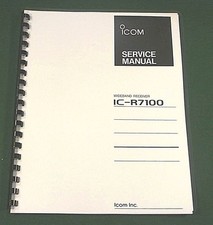 ICOM
SERVICE
MANUAL
WIDEBAND RECEIVER
IC-R7100
Icom Inc.